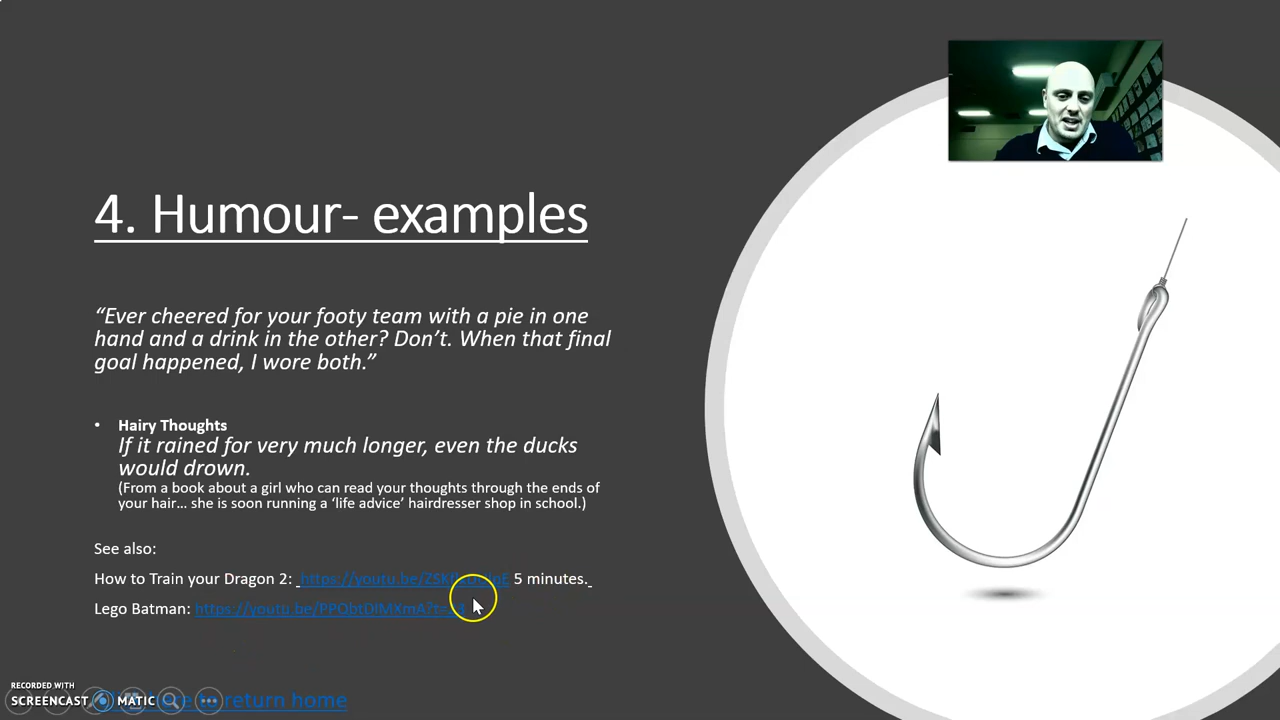 4. Humour- examples
“Ever cheered for your footy team with a pie in one
hand and a drink in the other? Don’t. When that final
goal happened, I wore both.”
• Hairy Thoughts
If it rained for very much longer, even the ducks
would drown.
(From a book about a girl who can read your thoughts through the ends of
your hair… she is soon running a ‘life advice’ hairdresser shop in school.)
See also:
How to Train your Dragon 2: 5 minutes.
Lego Batman:
RECORDED WITH
SCREENCAST MATIC
to return home